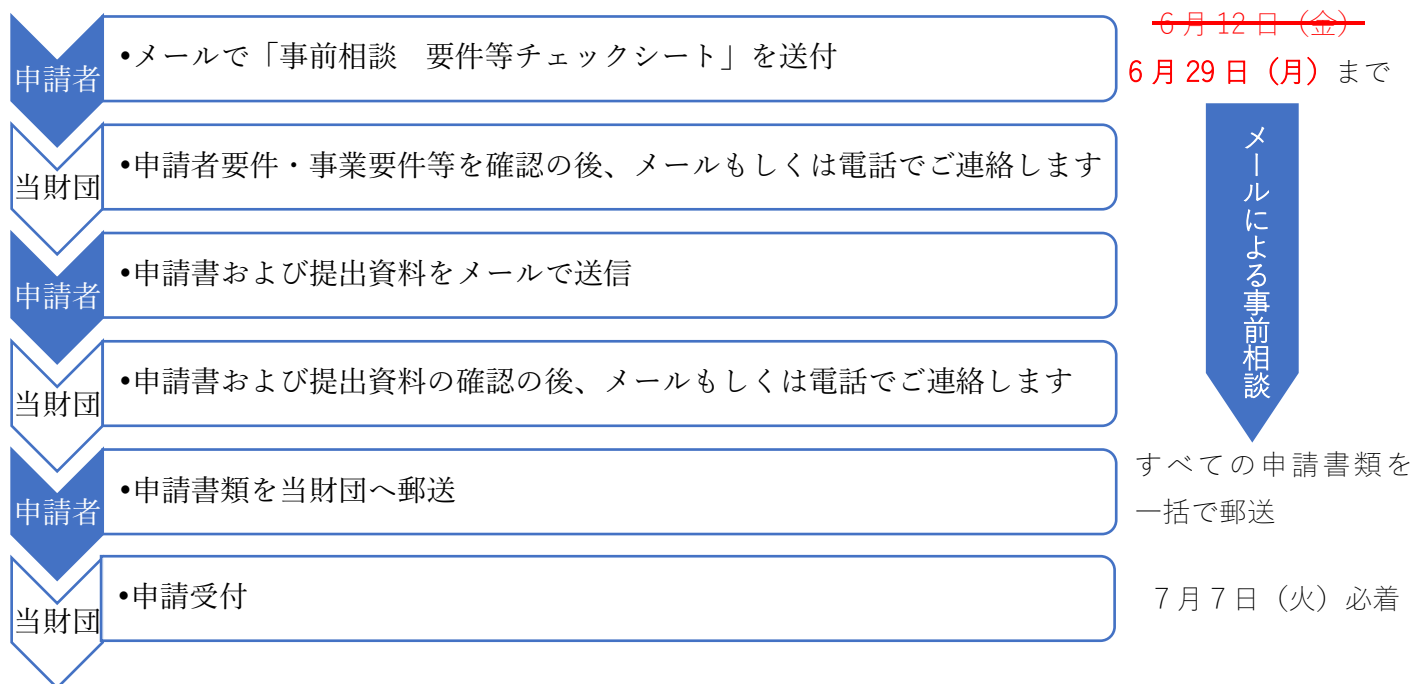 6月12日（金）
申請者
•メールで「事前相談　要件等チェックシート」を送付
6月29日（月）まで
当財団
•申請者要件・事業要件等を確認の後、メールもしくは電話でご連絡します
メールによる事前相談
申請者
•申請書および提出資料をメールで送信
当財団
•申請書および提出資料の確認の後、メールもしくは電話でご連絡します
申請者
•申請書類を当財団へ郵送
すべての申請書類を
一括で郵送
当財団
•申請受付
7月7日（火）必着